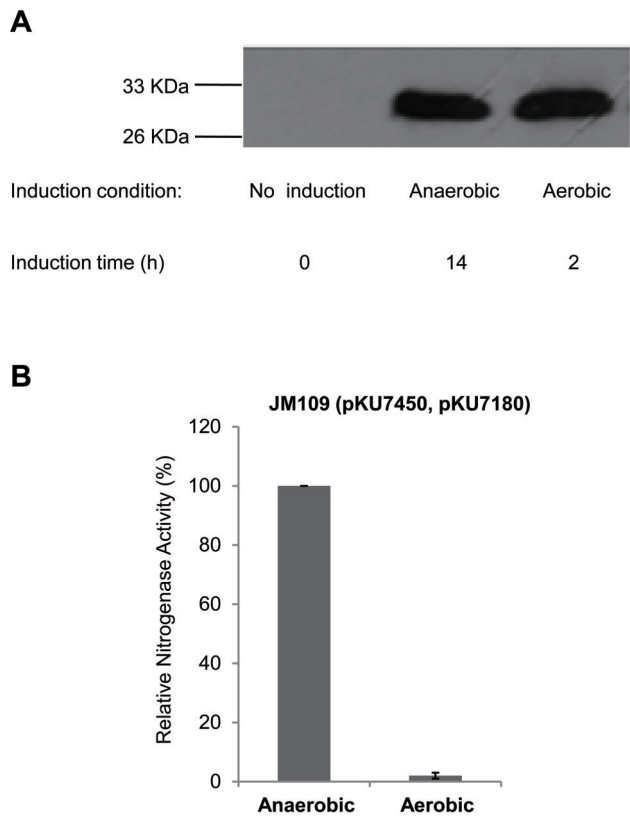 A
33 KDa
26 KDa
Induction condition: No induction Anaerobic Aerobic
Induction time (h) 0 14 2
B
JM109 (pKU7450, pKU7180)
120
100
80
60
40
20
0
Relative Nitrogenase Activity (%)
Anaerobic Aerobic